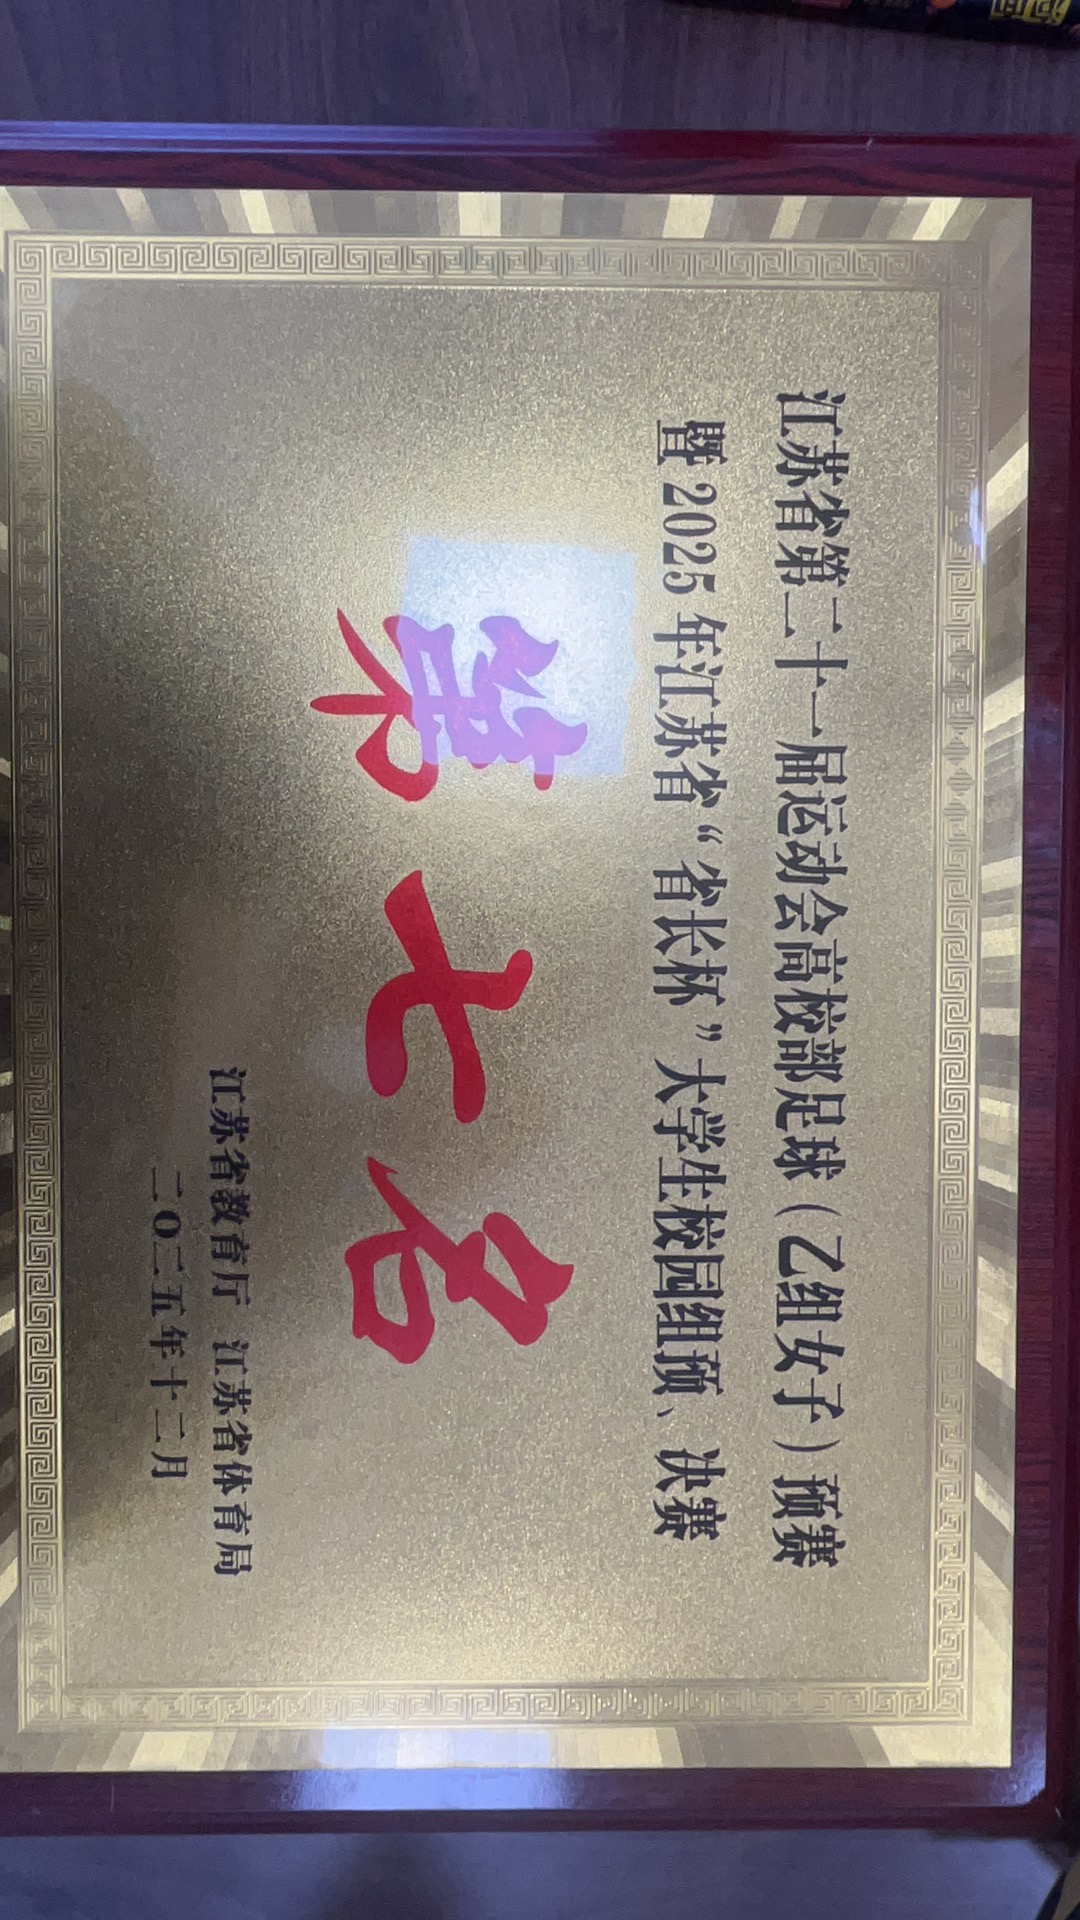 江苏省第二十一届运动会高校部足球（乙组女子）预赛
暨2025年江苏省“省长杯”大学生校园组预、决赛
第七名
江苏省教育厅 江苏省体育局
二O二五年十二月